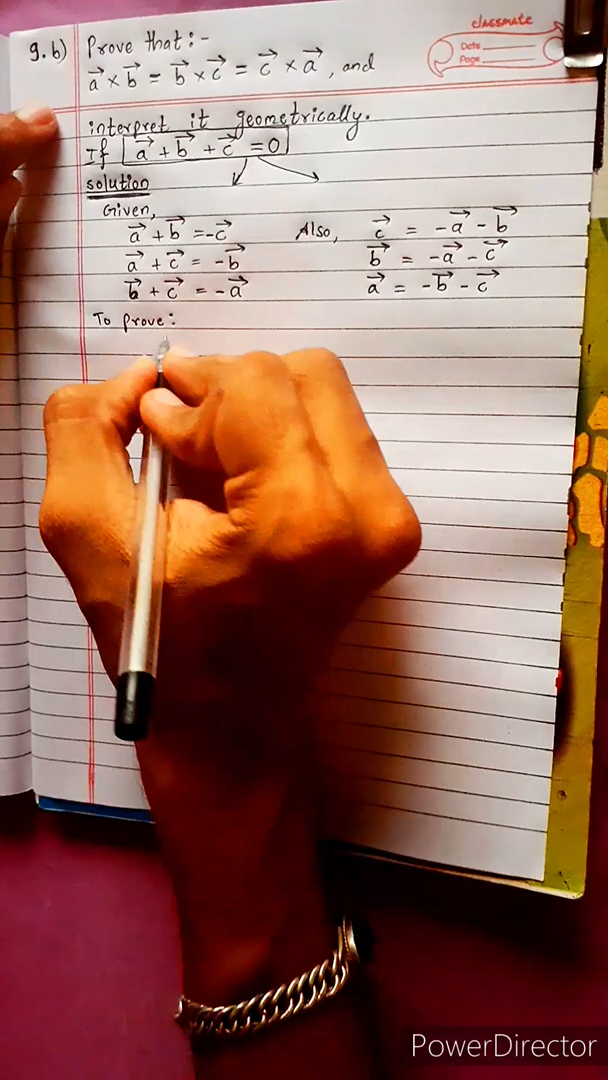 classmate
Date
Page
9. b) Prove that:-
a⃗ × b⃗ = b⃗ × c⃗ = c⃗ × a⃗, and
interpret it geometrically.
If a⃗ + b⃗ + c⃗ = 0
solution
Given,
a⃗ + b⃗ = -c⃗ Also, c⃗ = -a⃗ - b⃗
a⃗ + c⃗ = -b⃗ b⃗ = -a⃗ - c⃗
b⃗ + c⃗ = -a⃗ a⃗ = -b⃗ - c⃗
To prove:
PowerDirector